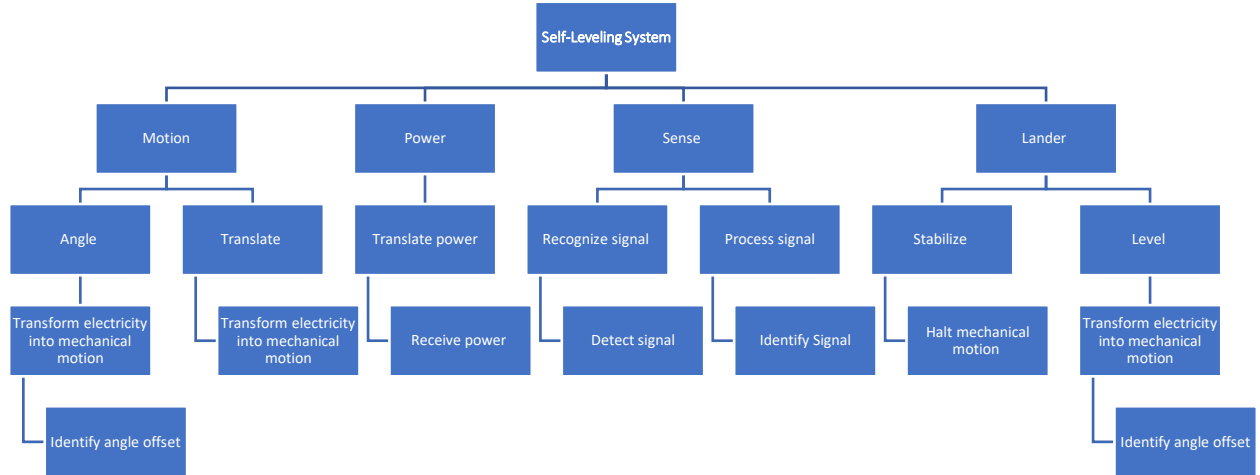 Self-Leveling System
Motion
Power
Sense
Lander
Angle
Translate
Translate power
Recognize signal
Process signal
Stabilize
Level
Transform electricity
into mechanical
motion
Transform electricity
into mechanical
motion
Receive power
Detect signal
Identify Signal
Halt mechanical
motion
Transform electricity
into mechanical
motion
Identify angle offset
Identify angle offset